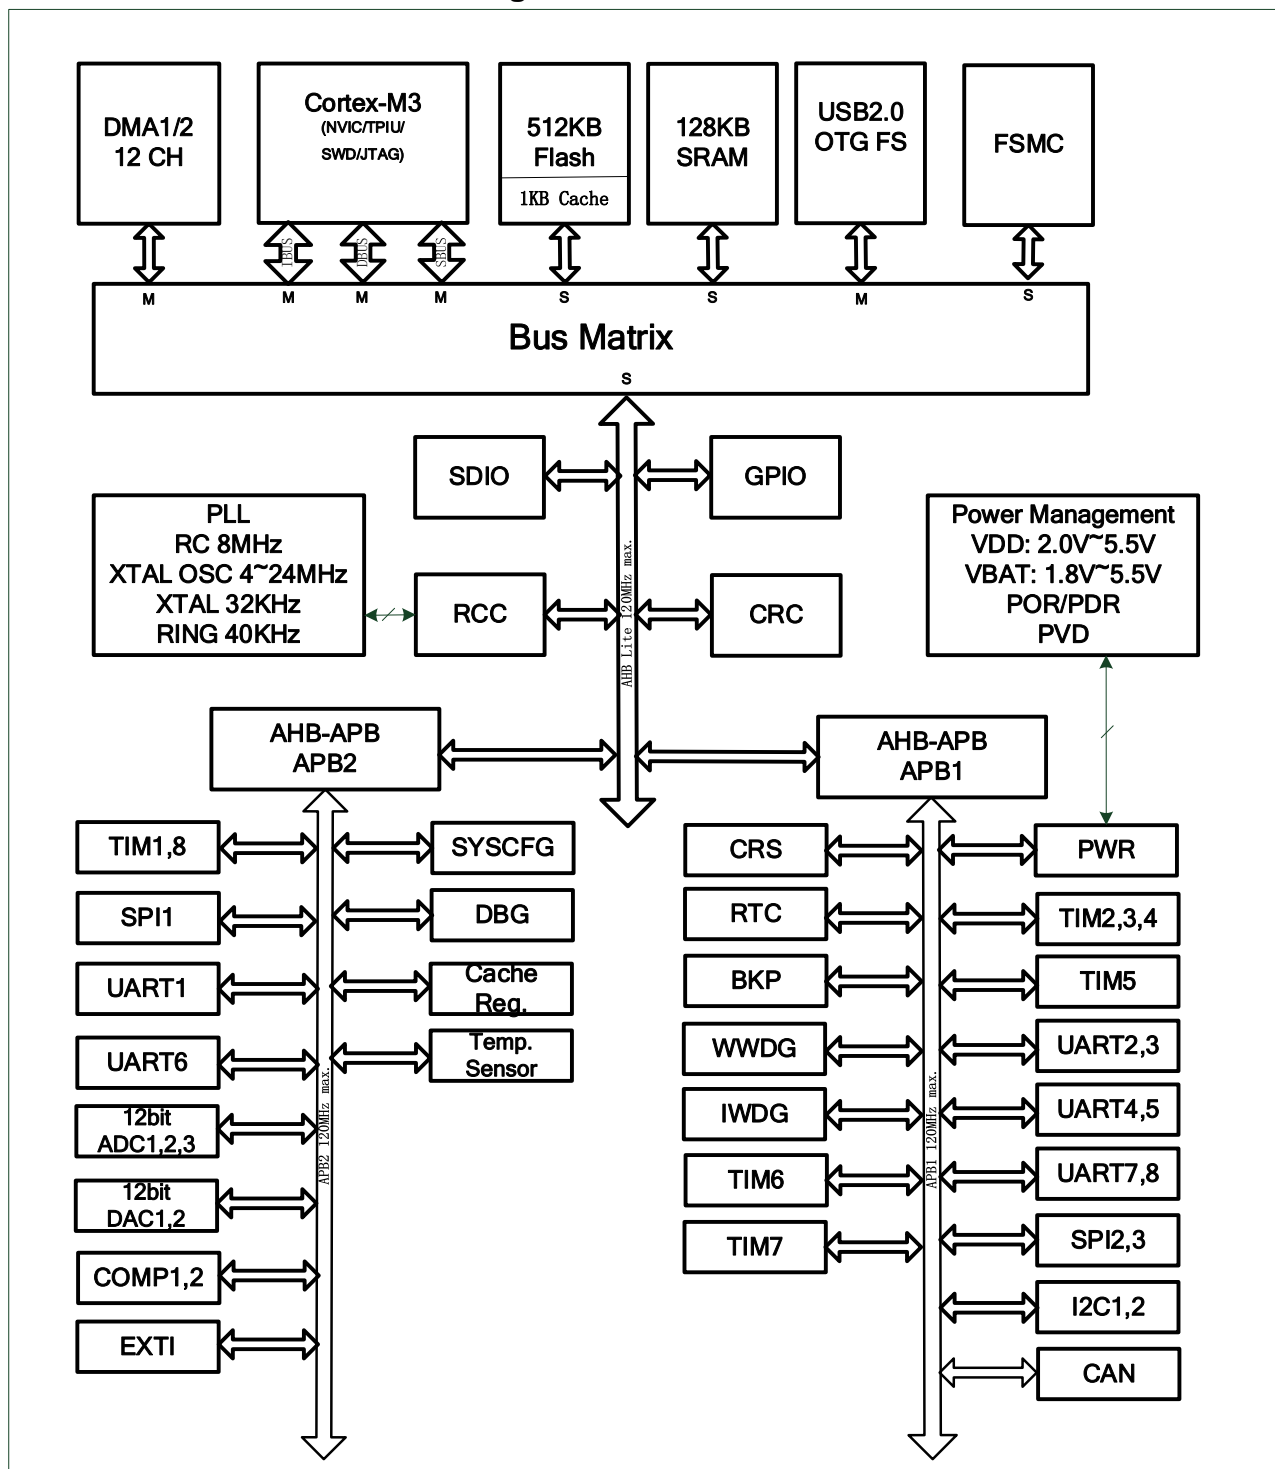 DMA1/2
12 CH
Cortex-M3
(NVIC/TPIU/
SWD/JTAG)
512KB
Flash
1KB Cache
128KB
SRAM
USB2.0
OTG FS
FSMC
IBUS
DBUS
SBUS
M
M
M
M
S
S
M
S
Bus Matrix
S
SDIO
GPIO
PLL
RC 8MHz
XTAL OSC 4~24MHz
XTAL 32KHz
RING 40KHz
RCC
CRC
Power Management
VDD: 2.0V~5.5V
VBAT: 1.8V~5.5V
POR/PDR
PVD
AHB Lite 120MHz max.
AHB-APB
APB2
AHB-APB
APB1
TIM1,8
SPI1
UART1
UART6
12bit
ADC1,2,3
12bit
DAC1,2
COMP1,2
EXTI
APB2 120MHz max.
SYSCFG
DBG
Cache
Reg.
Temp.
Sensor
CRS
RTC
BKP
WWDG
IWDG
TIM6
TIM7
APB1 120MHz max.
PWR
TIM2,3,4
TIM5
UART2,3
UART4,5
UART7,8
SPI2,3
I2C1,2
CAN